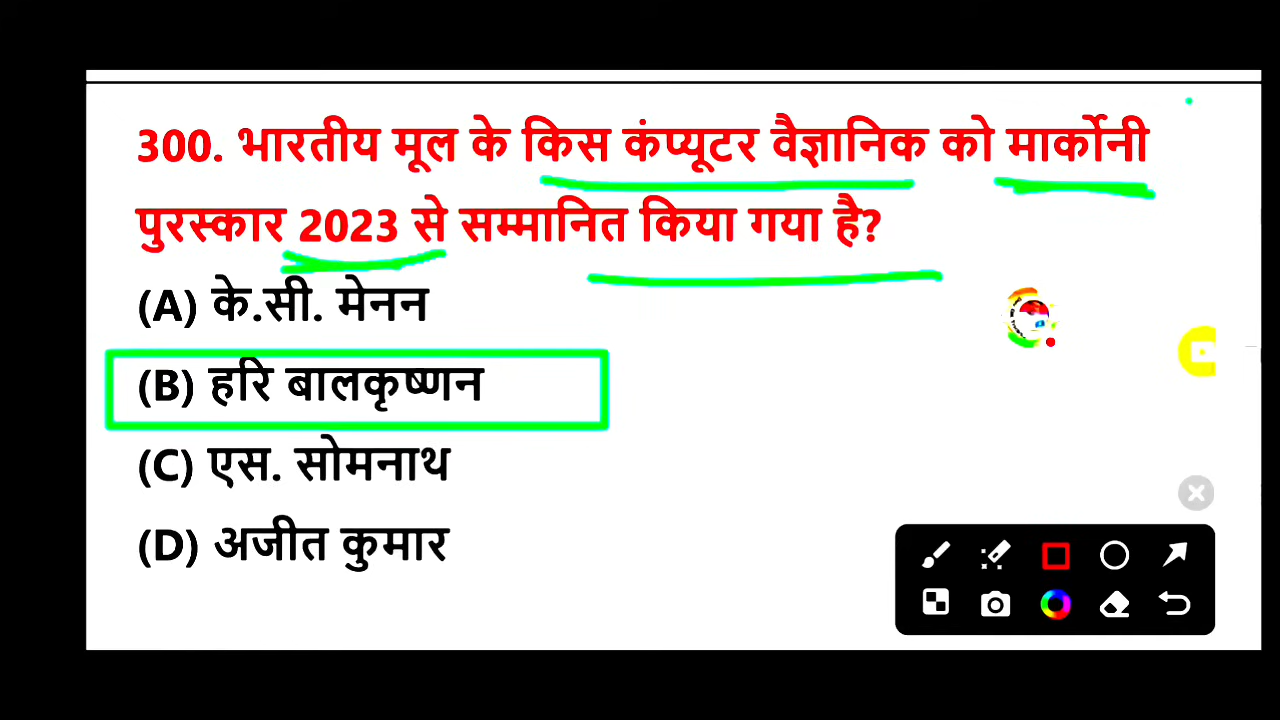 300. भारतीय मूल के किस कंप्यूटर वैज्ञानिक को मार्कोनी
पुरस्कार 2023 से सम्मानित किया गया है?
(A) के.सी. मेनन
(B) हरि बालकृष्णन
(C) एस. सोमनाथ
(D) अजीत कुमार